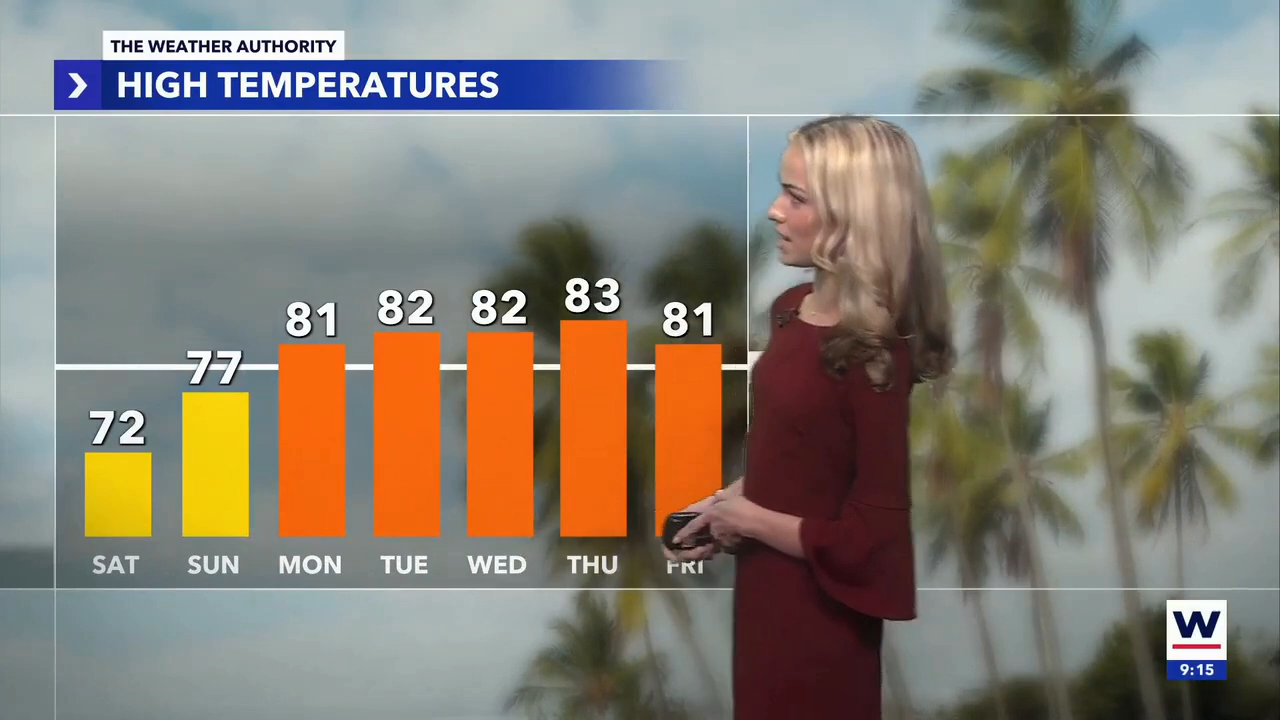 THE WEATHER AUTHORITY
HIGH TEMPERATURES
72 77 81 82 82 83 81
SAT SUN MON TUE WED THU FRI
W
9:15